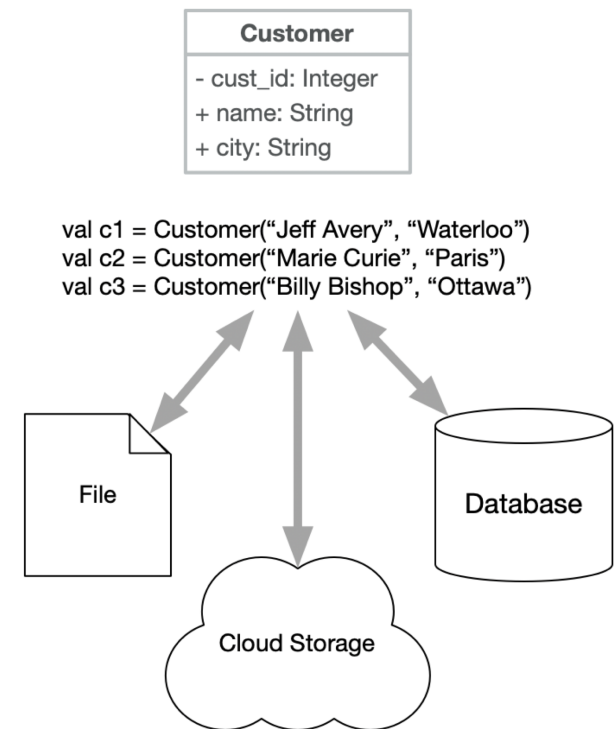 Customer
- cust_id: Integer
+ name: String
+ city: String
val c1 = Customer(“Jeff Avery”, “Waterloo”)
val c2 = Customer(“Marie Curie”, “Paris”)
val c3 = Customer(“Billy Bishop”, “Ottawa”)
File
Database
Cloud Storage